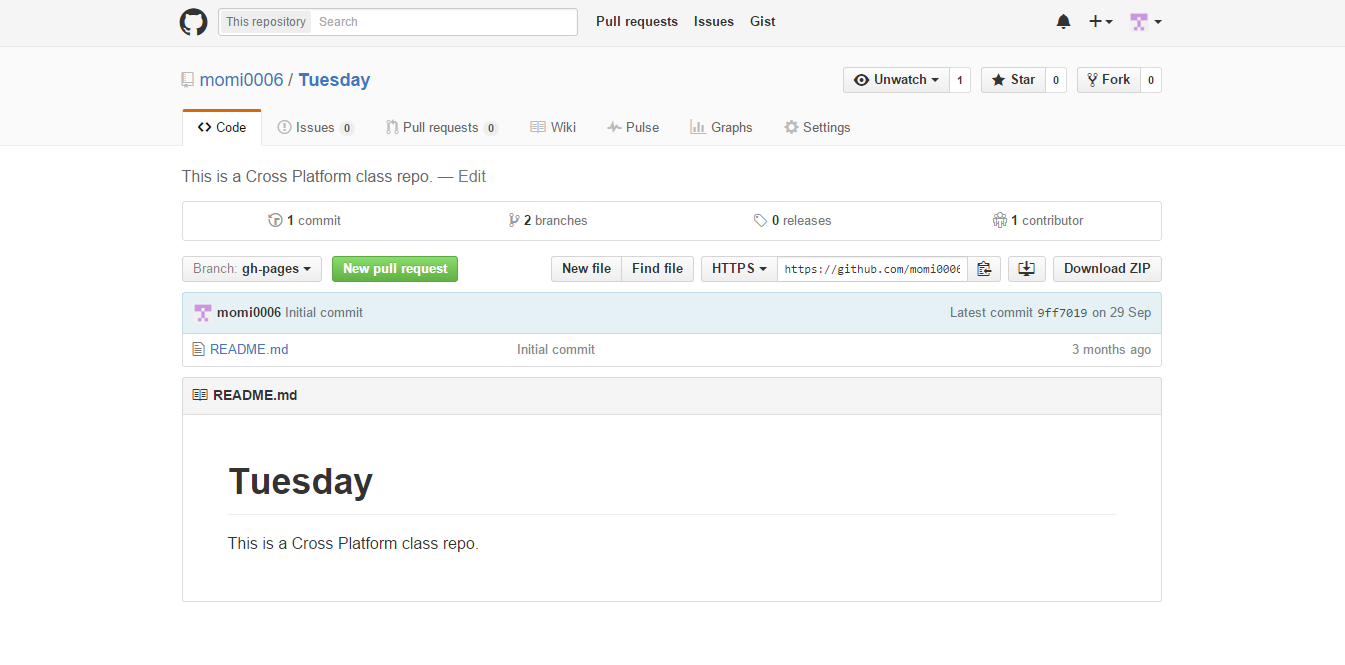 This repository Search Pull requests Issues Gist
momi0006 / Tuesday Unwatch 1 Star 0 Fork 0
Code Issues 0 Pull requests 0 Wiki Pulse Graphs Settings
This is a Cross Platform class repo. — Edit
1 commit 2 branches 0 releases 1 contributor
Branch: gh-pages New pull request New file Find file HTTPS https://github.com/momi0006 Download ZIP
momi0006 Initial commit Latest commit 9ff7019 on 29 Sep
README.md Initial commit 3 months ago
README.md
Tuesday
This is a Cross Platform class repo.